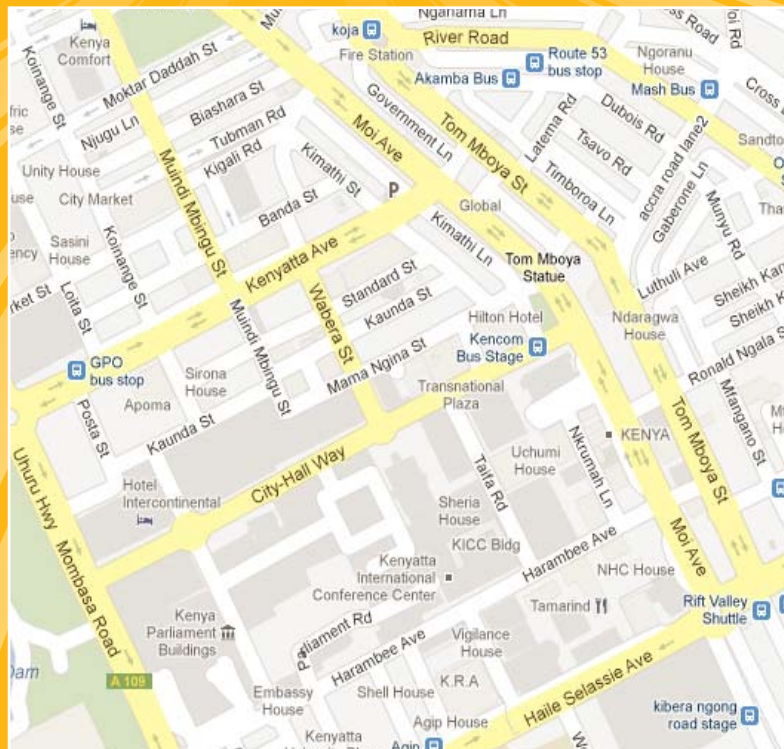 Nganama Ln
koja
River Road
Kenya
Comfort
Fire Station
Route 53
bus stop
Ngoranu
House
Moktar Daddah St
Akamba Bus
Mash Bus
Koinange St
Biashara St
Government Ln
Cross
Njugu Ln
Tubman Rd
Moi Ave
Tom Mboya St
Latema Rd
Dubois Rd
Tsavo Rd
accra road lane2
Kigali Rd
Kimathi St
Unity House
City Market
Muindi Mbingu St
P
Timboroa Ln
Gaberone Ln
Banda St
Global
Munyu Rd
Sasini
House
Koinange St
Kenyatta Ave
Kimathi Ln
Tom Mboya
Statue
Luthuli Ave
Standard St
Loita St
Wabera St
Kaunda St
Hilton Hotel
Ndaragwa
House
Muindi Mbingu St
Mama Ngina St
Kencom
Bus Stage
Ronald Ngala
GPO
bus stop
Sirona
House
Transnational
Plaza
Mfangano St
Apoma
Posta St
Kaunda St
Tom Mboya St
KENYA
Nkrumah Ln
Uchumi
House
Taifa Rd
City-Hall Way
Hotel
Intercontinental
Uhuru Hwy
Sheria
House
Moi Ave
KICC Bldg
Harambee Ave
Mombasa Road
Kenyatta
International
Conference Center
NHC House
Kenya
Parliament
Buildings
Tamarind
Rift Valley
Shuttle
Parliament Rd
Harambee Ave
Vigilance
House
Haile Selassie Ave
A 109
Embassy
House
Shell House
K.R.A
Agip House
kibera ngong
road stage
Kenyatta
Agip